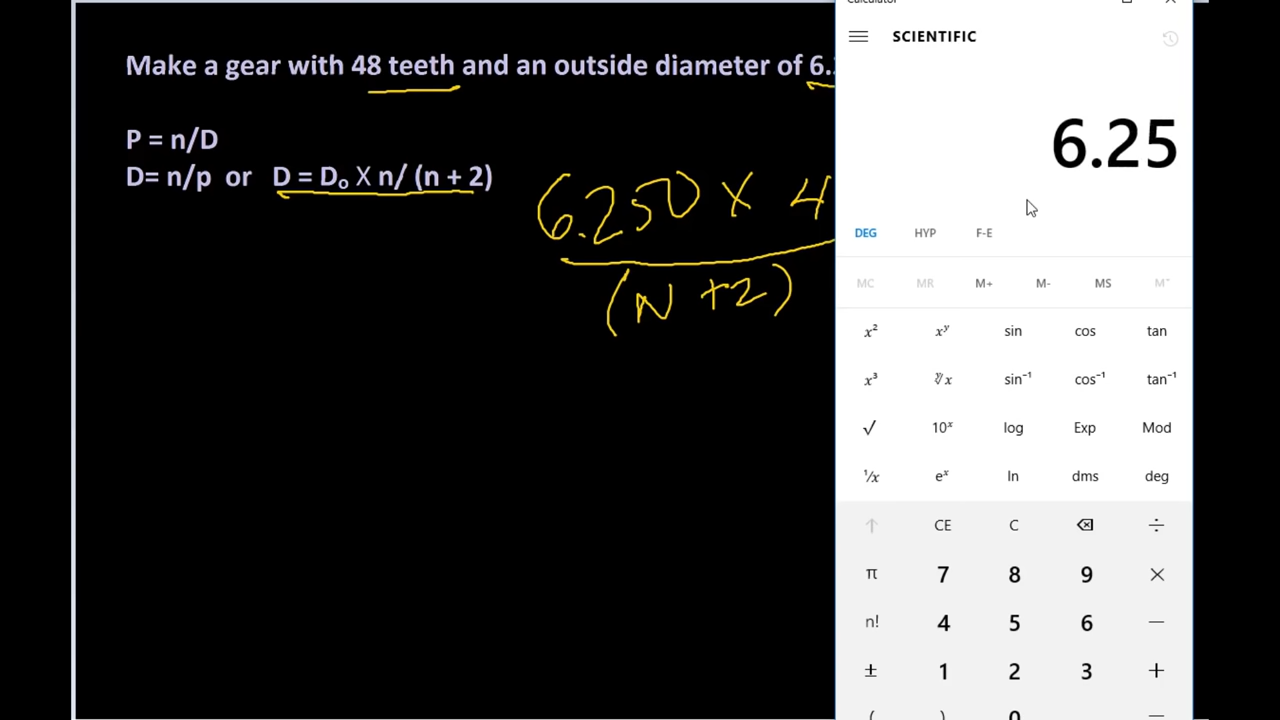 Make a gear with 48 teeth and an outside diameter of 6.
P = n/D
D= n/p or D = Dₒ X n/ (n + 2)
6.250 X 4
(N +2)
Calculator
SCIENTIFIC
6.25
DEG HYP F-E
MC MR M+ M- MS M˅
x² xʸ sin cos tan
x³ ʸ√x sin⁻¹ cos⁻¹ tan⁻¹
√ 10ˣ log Exp Mod
¹/x eˣ ln dms deg
↑ CE C ⌫ ÷
π 7 8 9 ×
n! 4 5 6 −
± 1 2 3 +
( ) 0